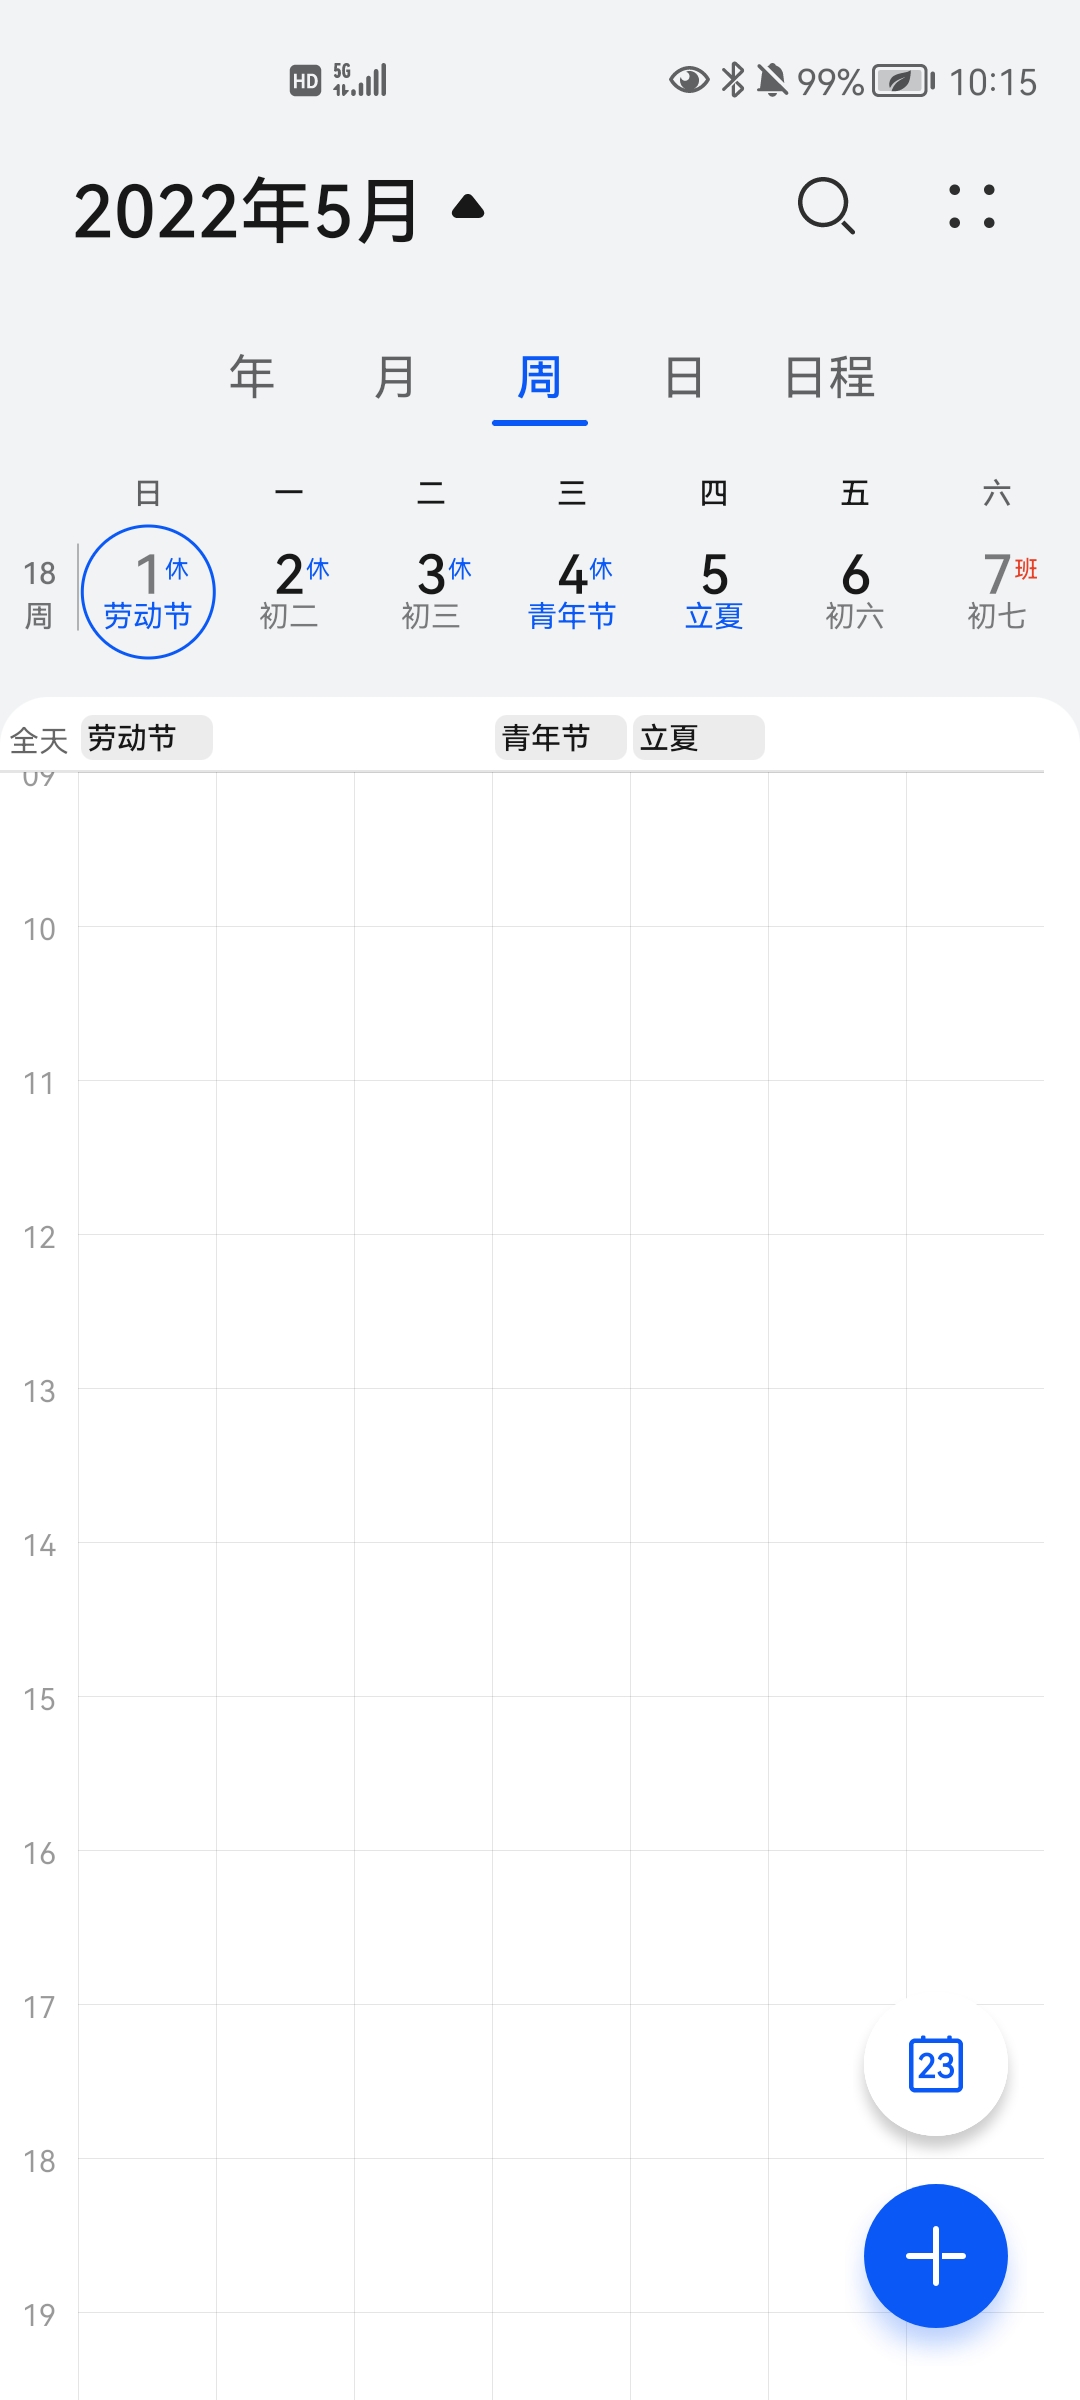 HD 5G 99% 10:15
2022年5月
年 月 周 日 日程
日 一 二 三 四 五 六
18 1休 2休 3休 4休 5 6 7班
周 劳动节 初二 初三 青年节 立夏 初六 初七
全天 劳动节 青年节 立夏
09
10
11
12
13
14
15
16
17
23
18
19